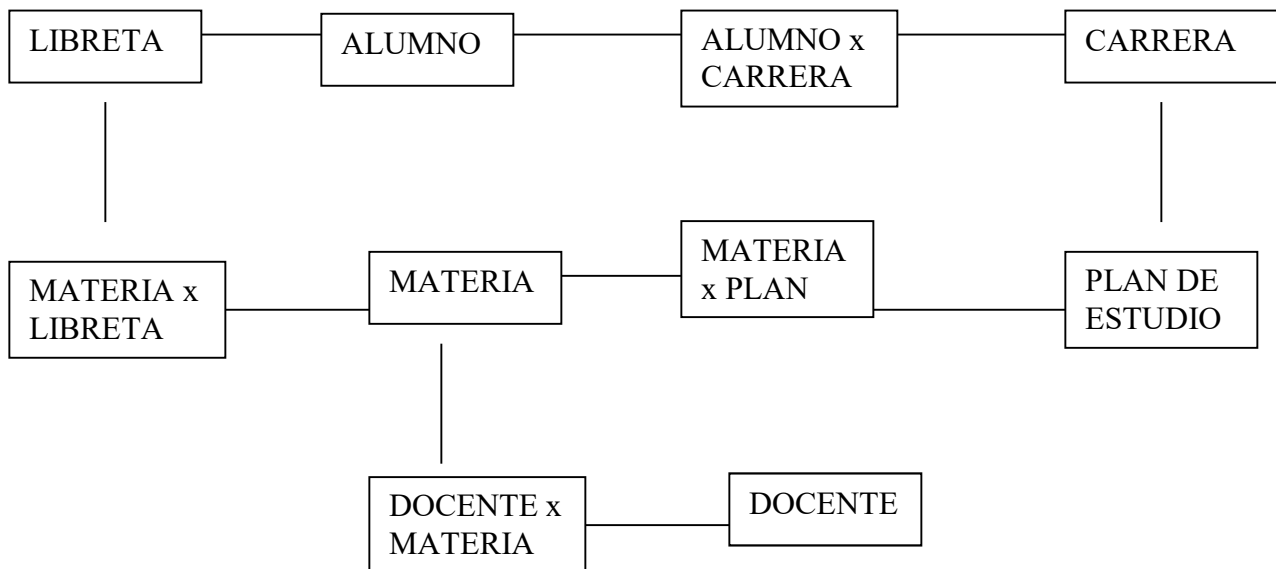 LIBRETA
ALUMNO
ALUMNO x
CARRERA
CARRERA
MATERIA x
LIBRETA
MATERIA
MATERIA
x PLAN
PLAN DE
ESTUDIO
DOCENTE x
MATERIA
DOCENTE